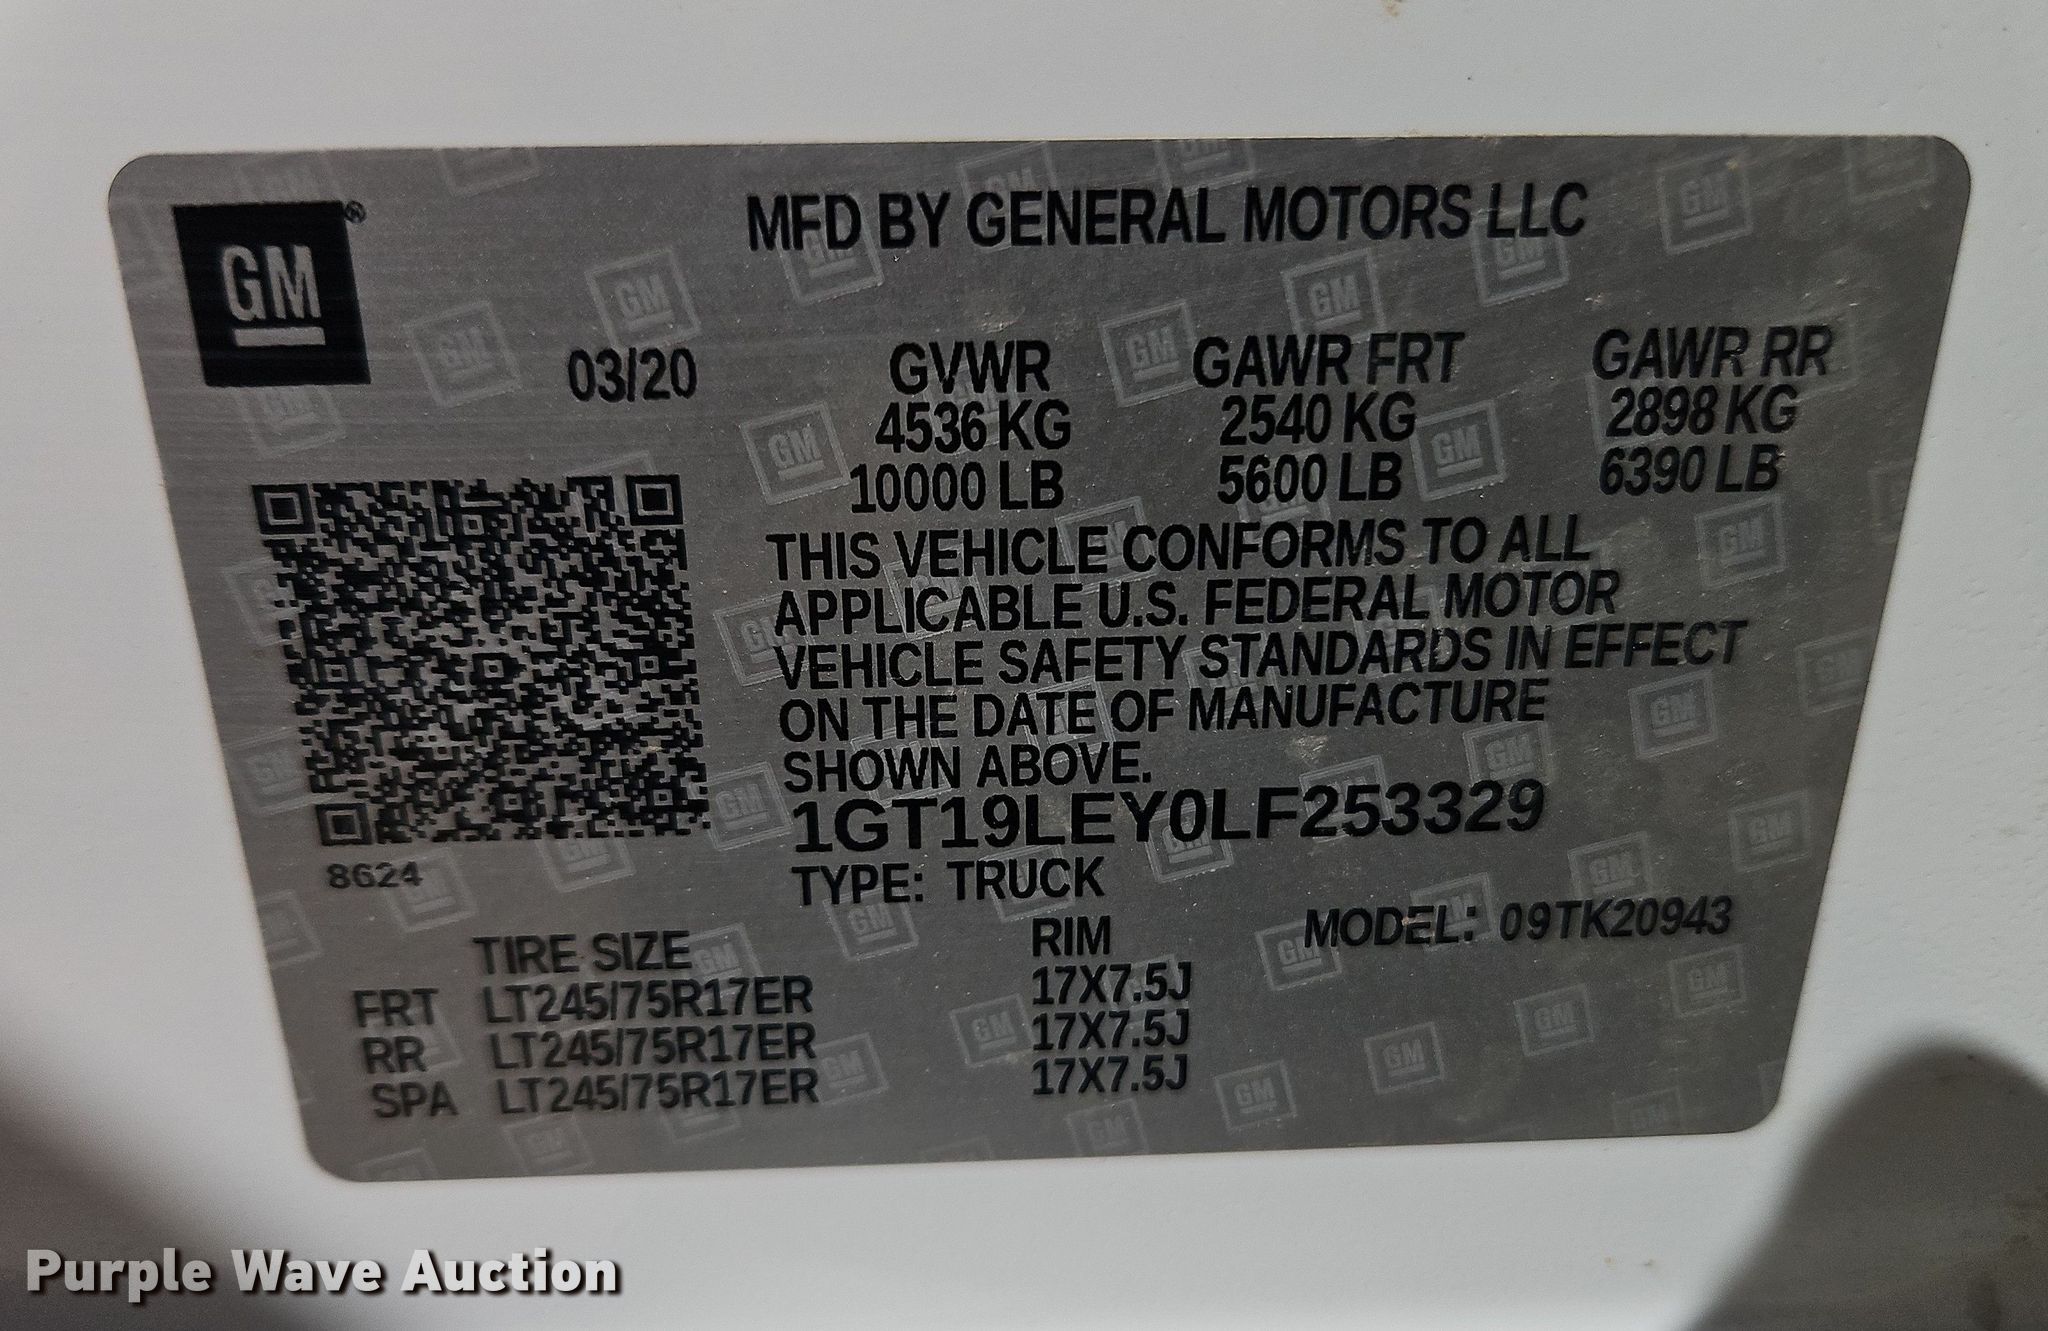 GM®
MFD BY GENERAL MOTORS LLC
03/20 GVWR GAWR FRT GAWR RR
4536 KG 2540 KG 2898 KG
10000 LB 5600 LB 6390 LB
THIS VEHICLE CONFORMS TO ALL
APPLICABLE U.S. FEDERAL MOTOR
VEHICLE SAFETY STANDARDS IN EFFECT
ON THE DATE OF MANUFACTURE
SHOWN ABOVE.
1GT19LEY0LF253329
8624
TYPE: TRUCK
MODEL: 09TK20943
TIRE SIZE RIM
FRT LT245/75R17ER 17X7.5J
RR LT245/75R17ER 17X7.5J
SPA LT245/75R17ER 17X7.5J
Purple Wave Auction